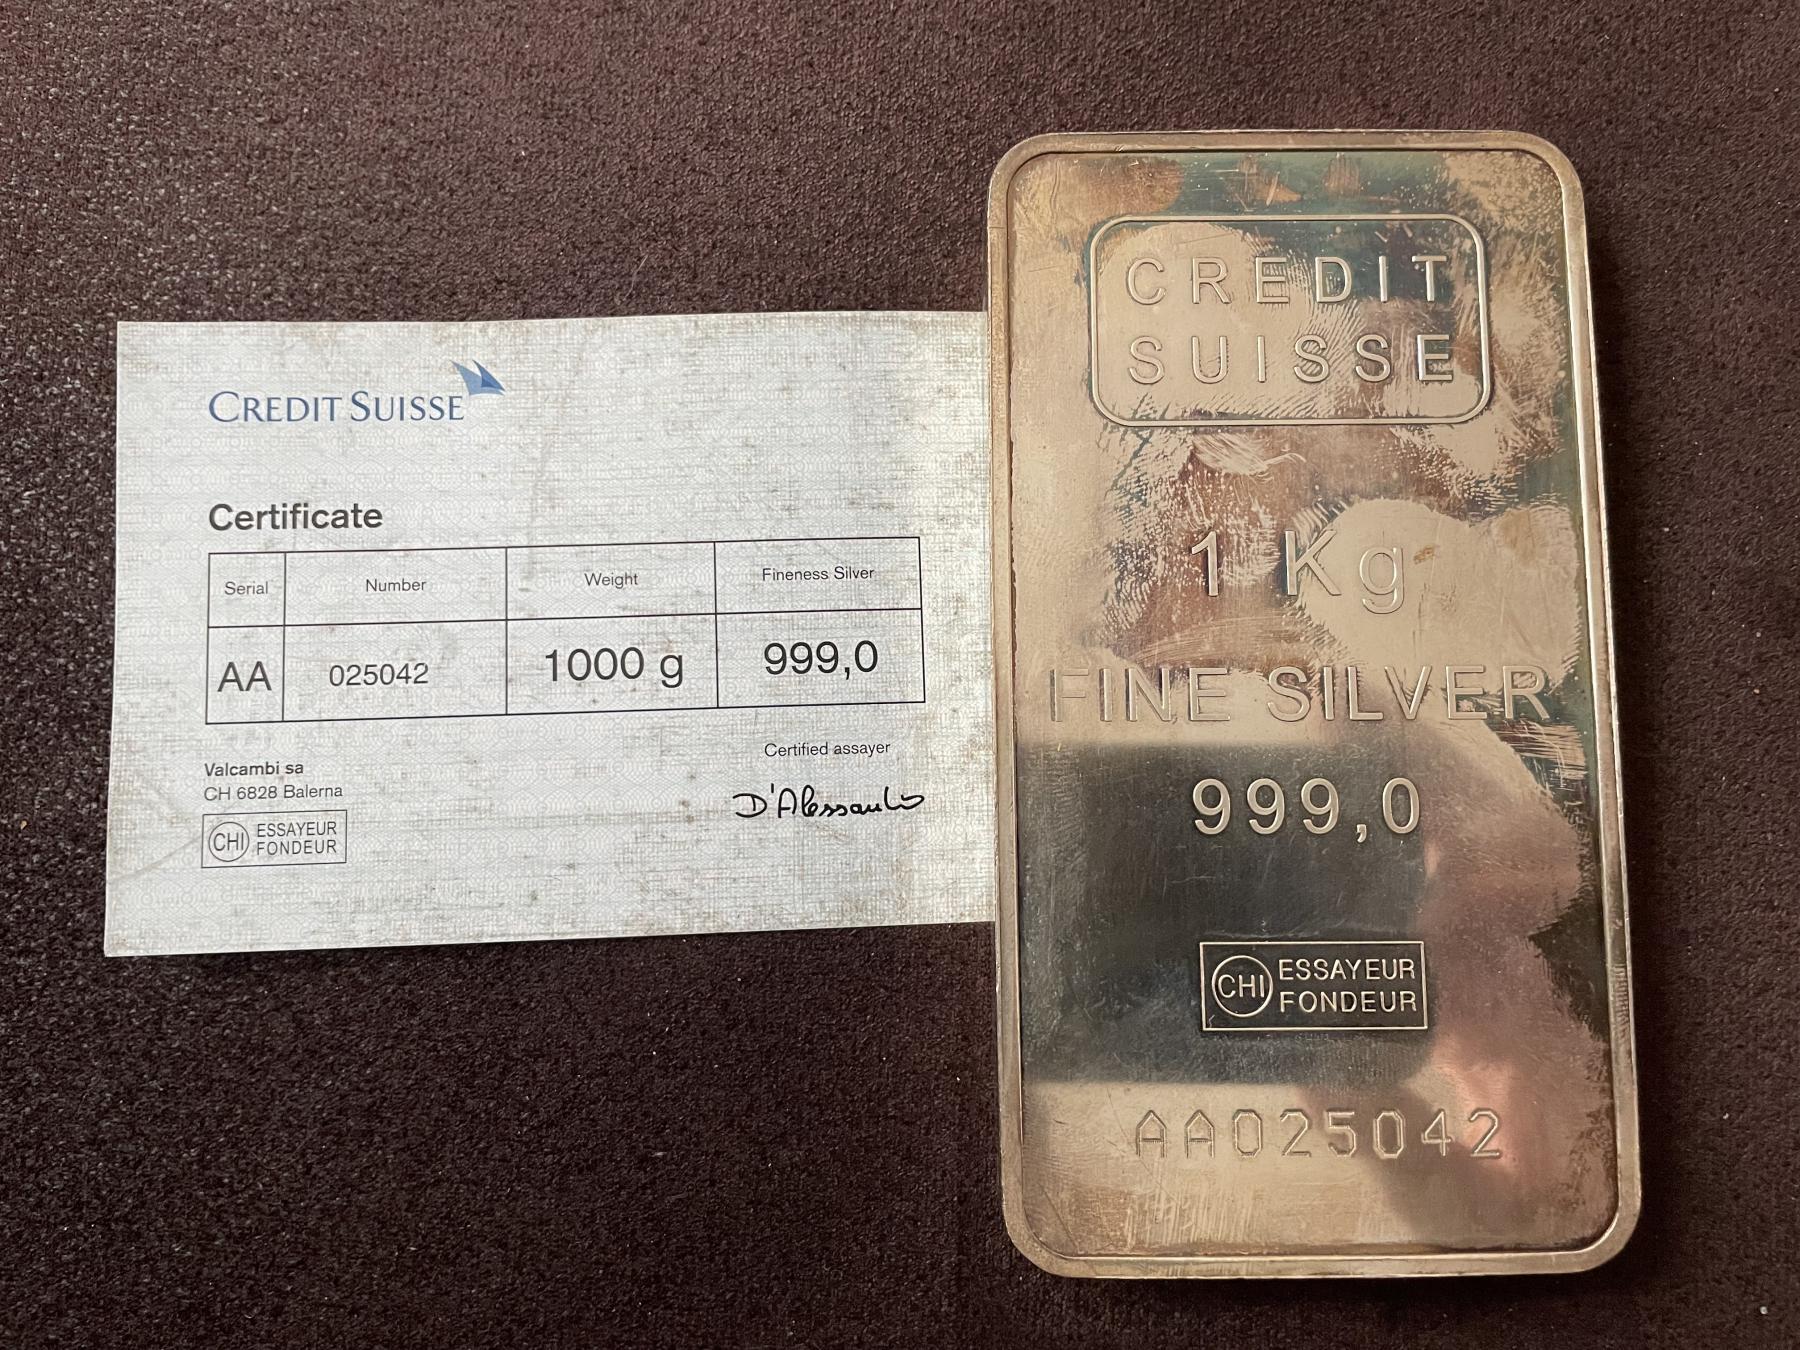 CREDIT SUISSE
Certificate
Serial Number Weight Fineness Silver
AA 025042 1000 g 999,0
Certified assayer
Valcambi sa
CH 6828 Balerna
CHI ESSAYEUR
FONDEUR
CREDIT
SUISSE
1 Kg
FINE SILVER
999,0
CHI ESSAYEUR
FONDEUR
AA025042